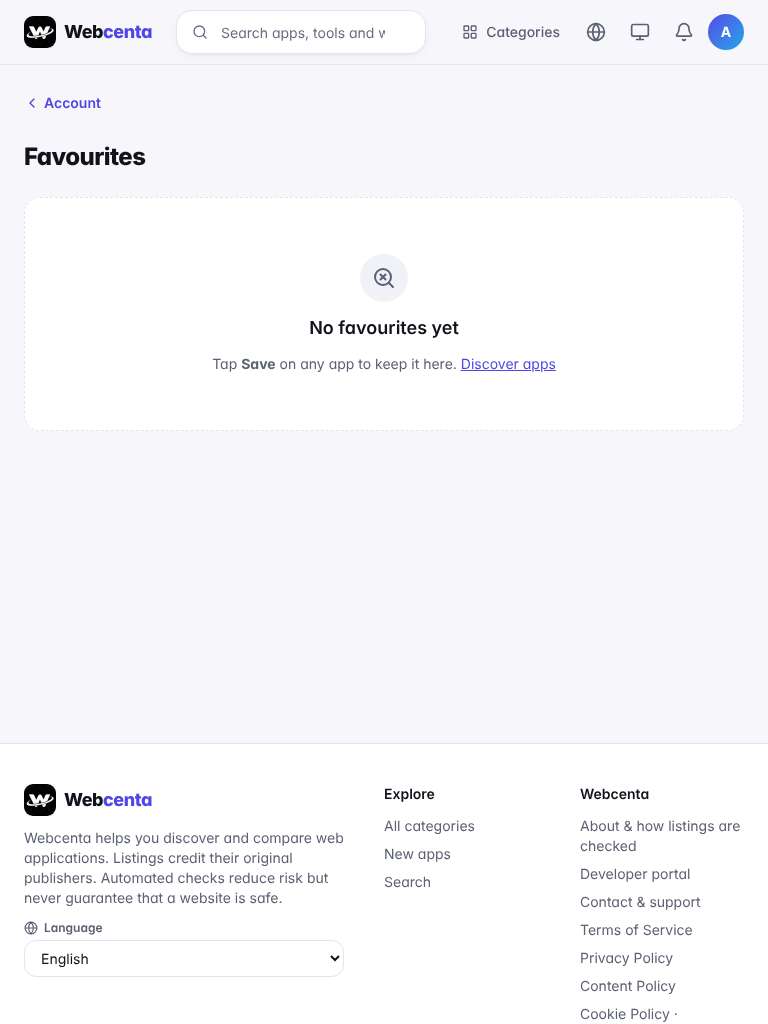 Webcenta
Search apps, tools and w
Categories
A
Account
Favourites
No favourites yet
Tap Save on any app to keep it here. Discover apps
Webcenta
Webcenta helps you discover and compare web
applications. Listings credit their original
publishers. Automated checks reduce risk but
never guarantee that a website is safe.
Language
English
Explore
All categories
New apps
Search
Webcenta
About & how listings are
checked
Developer portal
Contact & support
Terms of Service
Privacy Policy
Content Policy
Cookie Policy ·